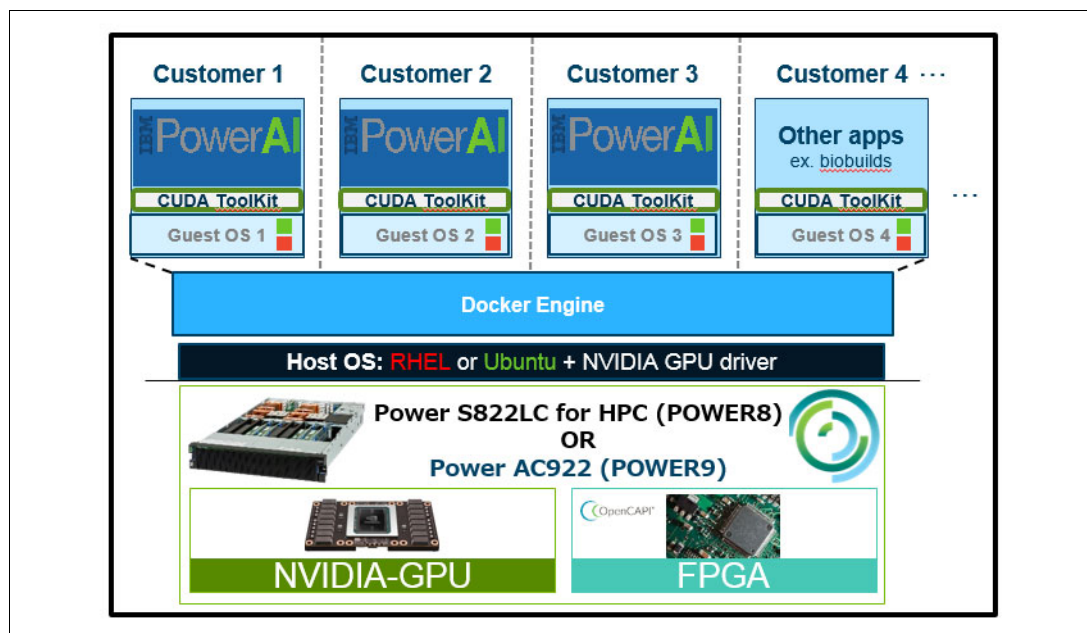 Customer 1
Customer 2
Customer 3
Customer 4 ···
IBM PowerAI
IBM PowerAI
IBM PowerAI
Other apps
ex. biobuilds
CUDA ToolKit
CUDA ToolKit
CUDA ToolKit
CUDA ToolKit
···
Guest OS 1
Guest OS 2
Guest OS 3
Guest OS 4
Docker Engine
Host OS: RHEL or Ubuntu + NVIDIA GPU driver
Power S822LC for HPC (POWER8)
OR
Power AC922 (POWER9)
OpenCAPI
NVIDIA-GPU
FPGA